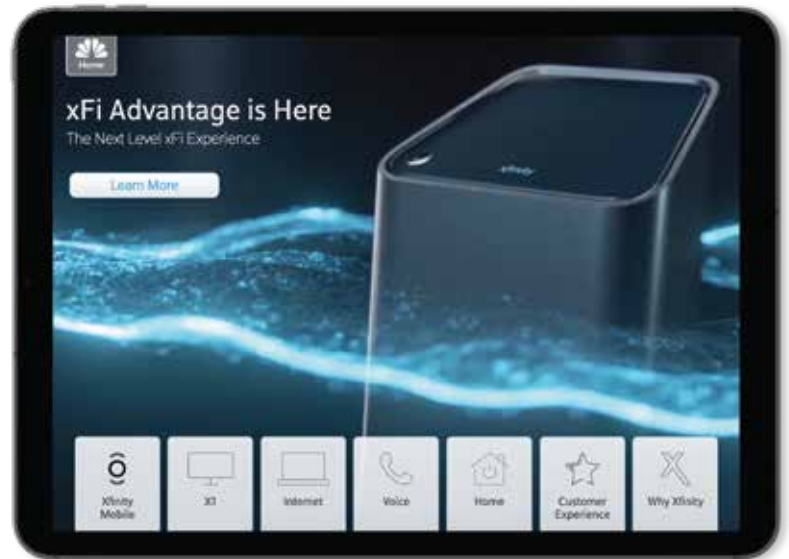 Home
xFi Advantage is Here
The Next Level xFi Experience
Learn More
xfinity
Xfinity
Mobile
X1
Internet
Voice
Home
Customer
Experience
Why Xfinity